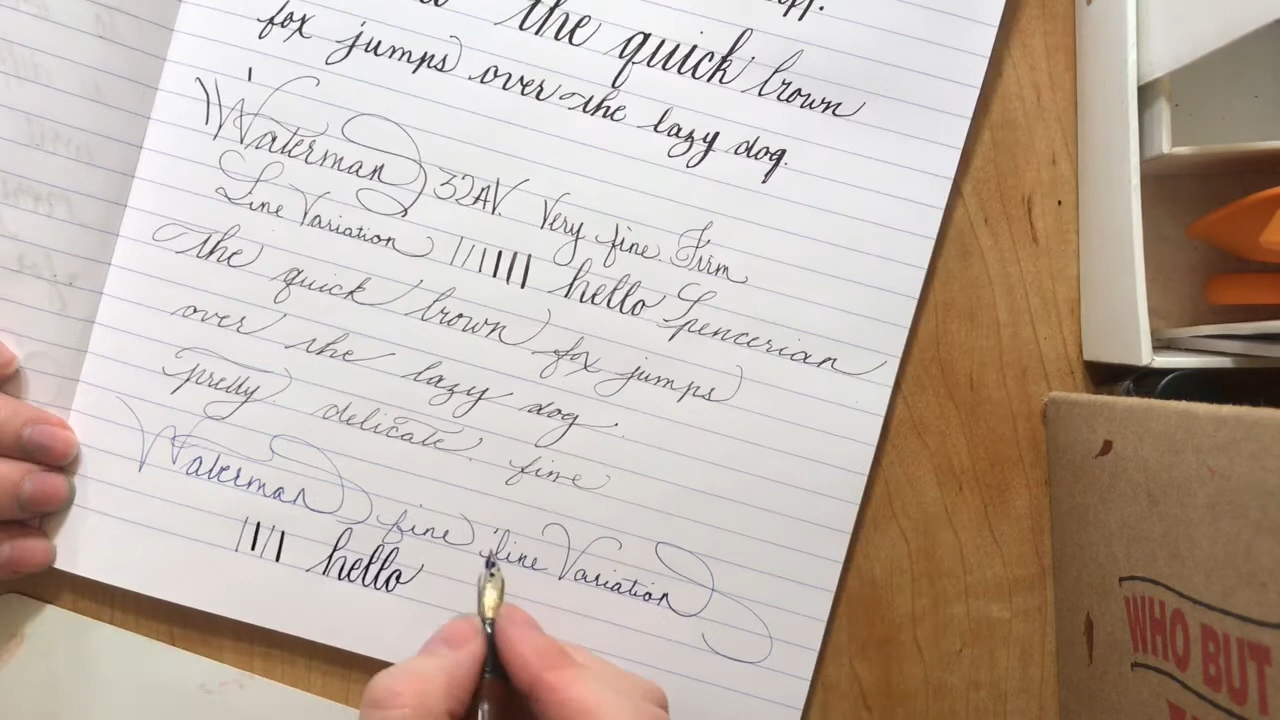 the quick brown
fox jumps over the lazy dog.
Waterman 32AV. Very fine Firm
Line Variation hello Spencerian
the quick brown fox jumps
over the lazy dog.
pretty delicate. fine
Waterman fine line Variation
hello
WHO BUT